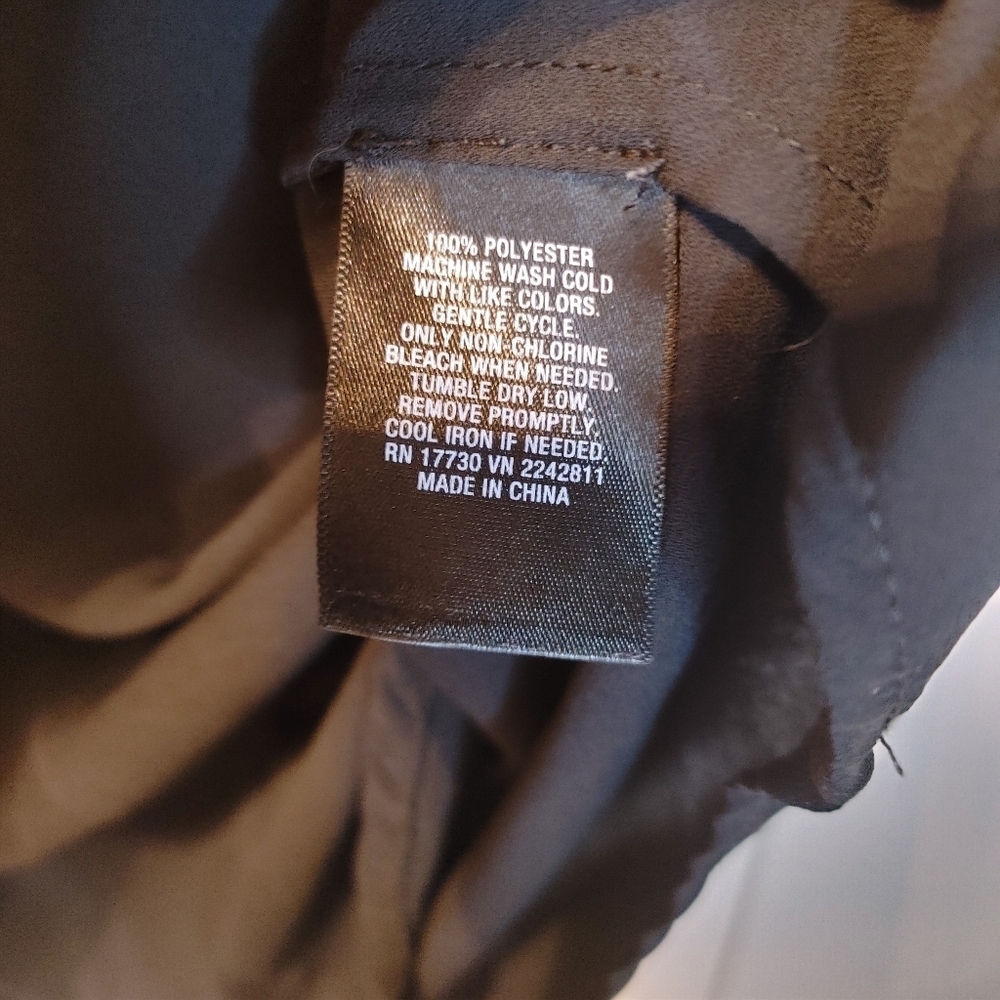 100% POLYESTER
MACHINE WASH COLD
WITH LIKE COLORS.
GENTLE CYCLE.
ONLY NON-CHLORINE
BLEACH WHEN NEEDED.
TUMBLE DRY LOW,
REMOVE PROMPTLY.
COOL IRON IF NEEDED.
RN 17730 VN 2242811
MADE IN CHINA